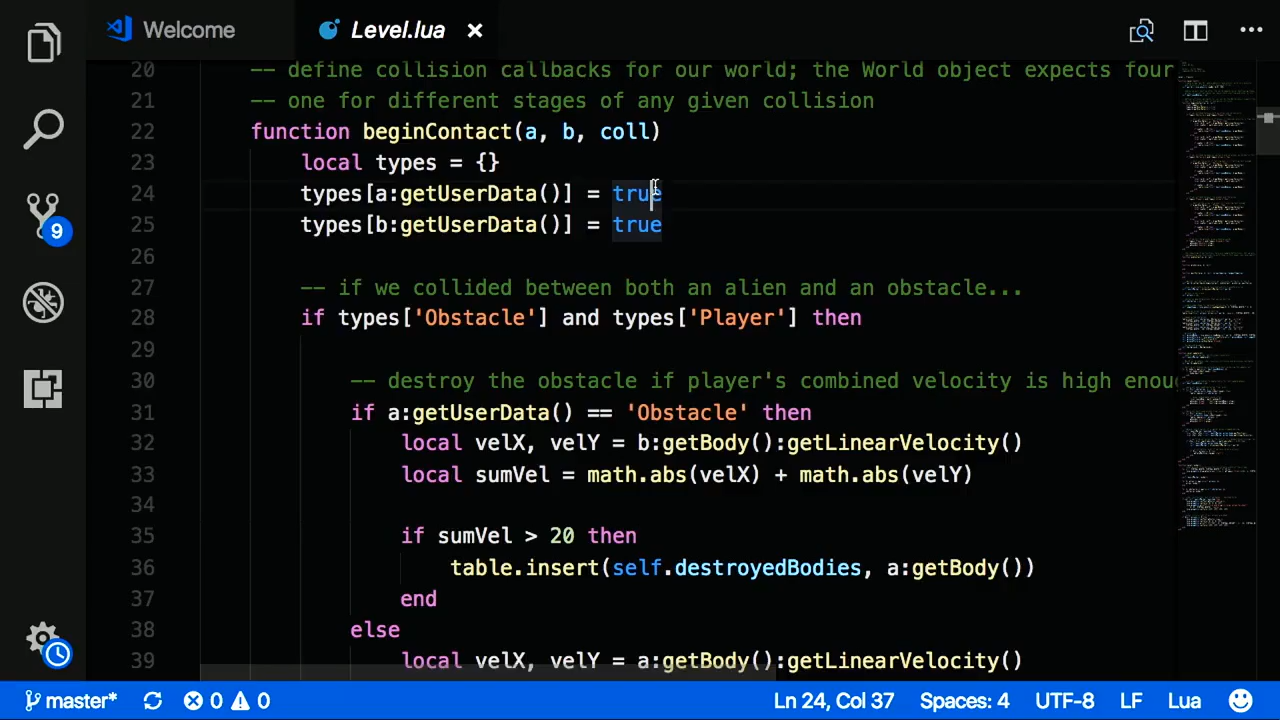 Welcome
Level.lua
20 -- define collision callbacks for our world; the World object expects four
21 -- one for different stages of any given collision
22 function beginContact(a, b, coll)
23 local types = {}
24 types[a:getUserData()] = true
25 types[b:getUserData()] = true
26
27 -- if we collided between both an alien and an obstacle...
28 if types['Obstacle'] and types['Player'] then
29
30 -- destroy the obstacle if player's combined velocity is high enou
31 if a:getUserData() == 'Obstacle' then
32 local velX, velY = b:getBody():getLinearVelocity()
33 local sumVel = math.abs(velX) + math.abs(velY)
34
35 if sumVel > 20 then
36 table.insert(self.destroyedBodies, a:getBody())
37 end
38 else
39 local velX, velY = a:getBody():getLinearVelocity()
9
master* 0 0 Ln 24, Col 37 Spaces: 4 UTF-8 LF Lua